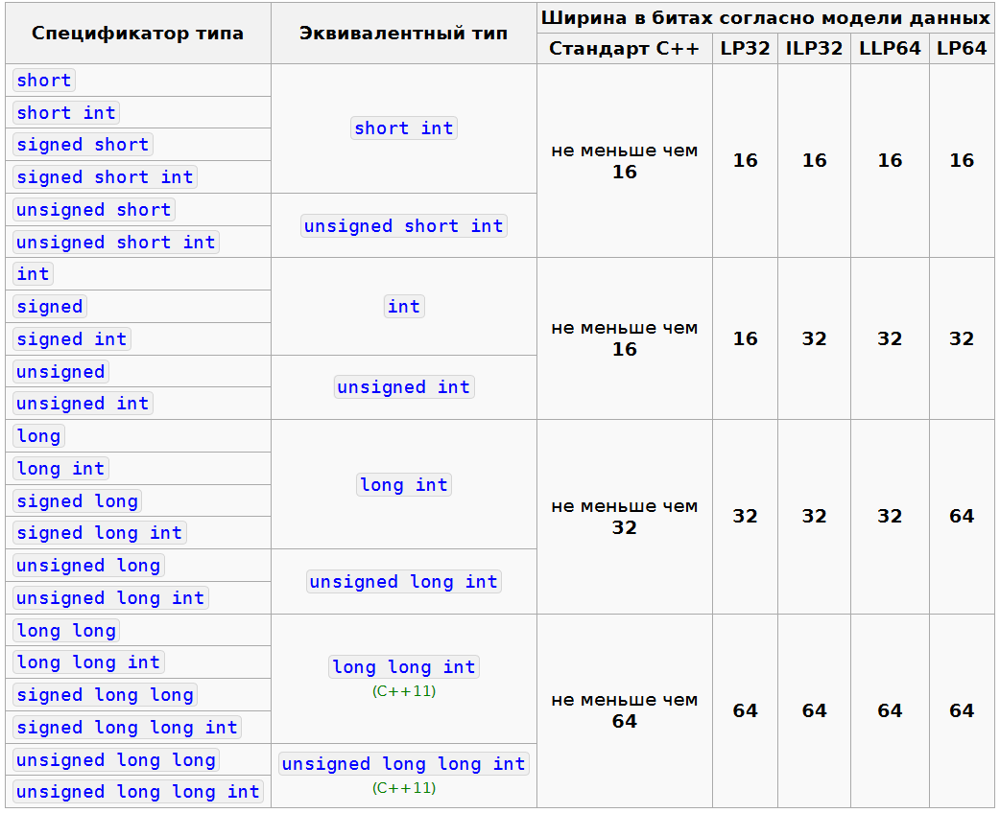 Спецификатор типа
Эквивалентный тип
Ширина в битах согласно модели данных
Стандарт C++
LP32
ILP32
LLP64
LP64
short
short int
signed short
signed short int
unsigned short
unsigned short int
short int
unsigned short int
не меньше чем
16
16
16
16
16
int
signed
signed int
unsigned
unsigned int
int
unsigned int
не меньше чем
16
16
32
32
32
long
long int
signed long
signed long int
unsigned long
unsigned long int
long int
unsigned long int
не меньше чем
32
32
32
32
64
long long
long long int
signed long long
signed long long int
unsigned long long
unsigned long long int
long long int
(C++11)
unsigned long long int
(C++11)
не меньше чем
64
64
64
64
64